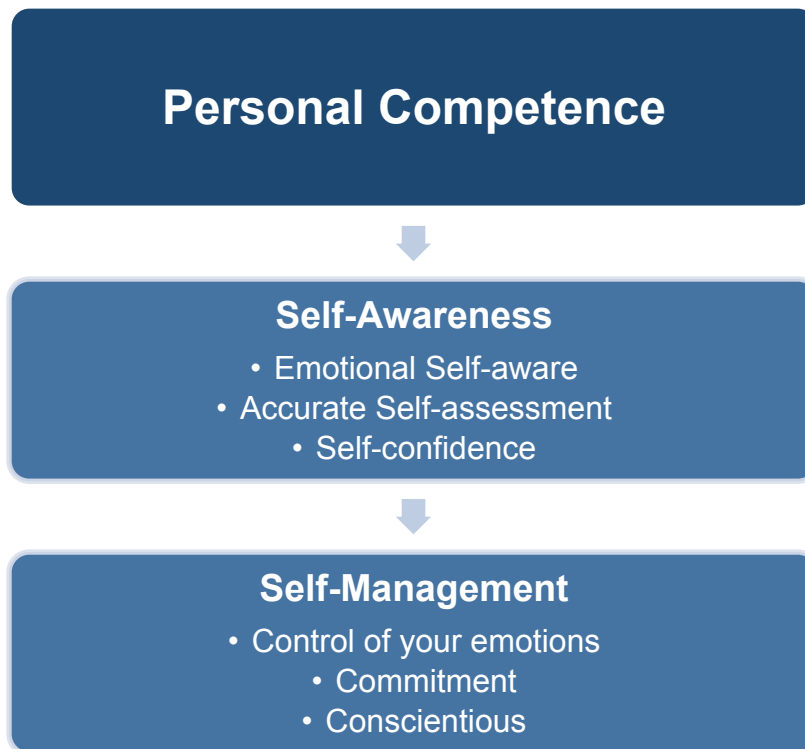 Personal Competence
Self-Awareness
• Emotional Self-aware
• Accurate Self-assessment
• Self-confidence
Self-Management
• Control of your emotions
• Commitment
• Conscientious